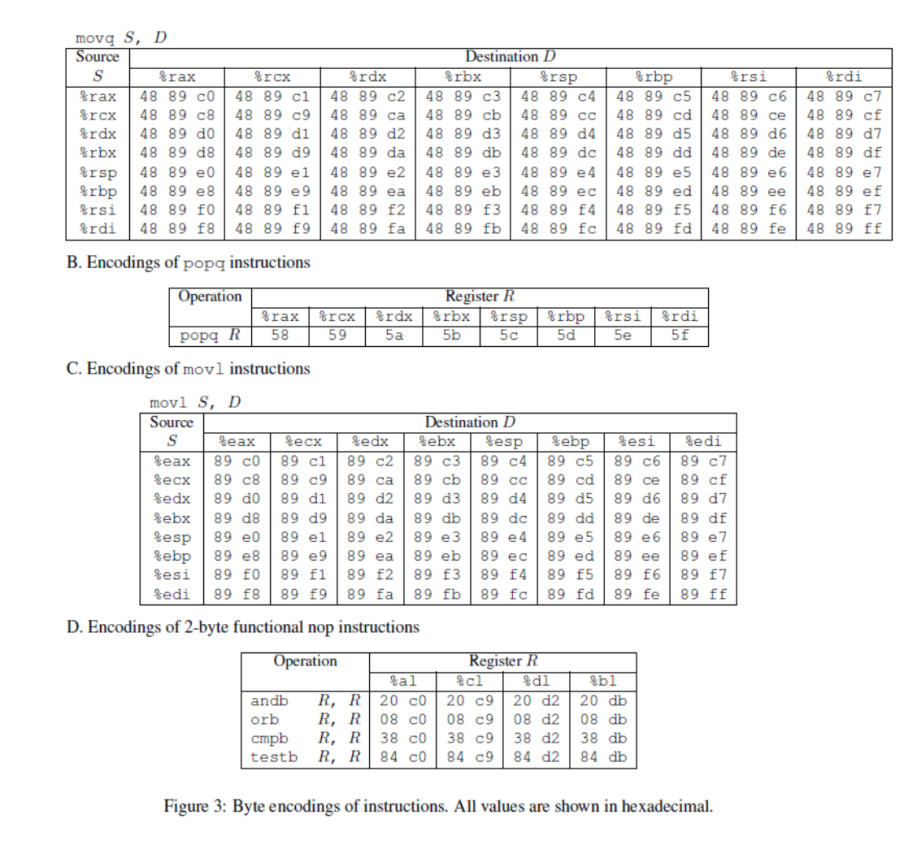 movq S, D
Source Destination D
S %rax %rcx %rdx %rbx %rsp %rbp %rsi %rdi
%rax 48 89 c0 48 89 c1 48 89 c2 48 89 c3 48 89 c4 48 89 c5 48 89 c6 48 89 c7
%rcx 48 89 c8 48 89 c9 48 89 ca 48 89 cb 48 89 cc 48 89 cd 48 89 ce 48 89 cf
%rdx 48 89 d0 48 89 d1 48 89 d2 48 89 d3 48 89 d4 48 89 d5 48 89 d6 48 89 d7
%rbx 48 89 d8 48 89 d9 48 89 da 48 89 db 48 89 dc 48 89 dd 48 89 de 48 89 df
%rsp 48 89 e0 48 89 e1 48 89 e2 48 89 e3 48 89 e4 48 89 e5 48 89 e6 48 89 e7
%rbp 48 89 e8 48 89 e9 48 89 ea 48 89 eb 48 89 ec 48 89 ed 48 89 ee 48 89 ef
%rsi 48 89 f0 48 89 f1 48 89 f2 48 89 f3 48 89 f4 48 89 f5 48 89 f6 48 89 f7
%rdi 48 89 f8 48 89 f9 48 89 fa 48 89 fb 48 89 fc 48 89 fd 48 89 fe 48 89 ff
B. Encodings of popq instructions
Operation Register R
%rax %rcx %rdx %rbx %rsp %rbp %rsi %rdi
popq R 58 59 5a 5b 5c 5d 5e 5f
C. Encodings of movl instructions
movl S, D
Source Destination D
S %eax %ecx %edx %ebx %esp %ebp %esi %edi
%eax 89 c0 89 c1 89 c2 89 c3 89 c4 89 c5 89 c6 89 c7
%ecx 89 c8 89 c9 89 ca 89 cb 89 cc 89 cd 89 ce 89 cf
%edx 89 d0 89 d1 89 d2 89 d3 89 d4 89 d5 89 d6 89 d7
%ebx 89 d8 89 d9 89 da 89 db 89 dc 89 dd 89 de 89 df
%esp 89 e0 89 e1 89 e2 89 e3 89 e4 89 e5 89 e6 89 e7
%ebp 89 e8 89 e9 89 ea 89 eb 89 ec 89 ed 89 ee 89 ef
%esi 89 f0 89 f1 89 f2 89 f3 89 f4 89 f5 89 f6 89 f7
%edi 89 f8 89 f9 89 fa 89 fb 89 fc 89 fd 89 fe 89 ff
D. Encodings of 2-byte functional nop instructions
Operation Register R
%al %cl %dl %bl
andb R, R 20 c0 20 c9 20 d2 20 db
orb R, R 08 c0 08 c9 08 d2 08 db
cmpb R, R 38 c0 38 c9 38 d2 38 db
testb R, R 84 c0 84 c9 84 d2 84 db
Figure 3: Byte encodings of instructions. All values are shown in hexadecimal.